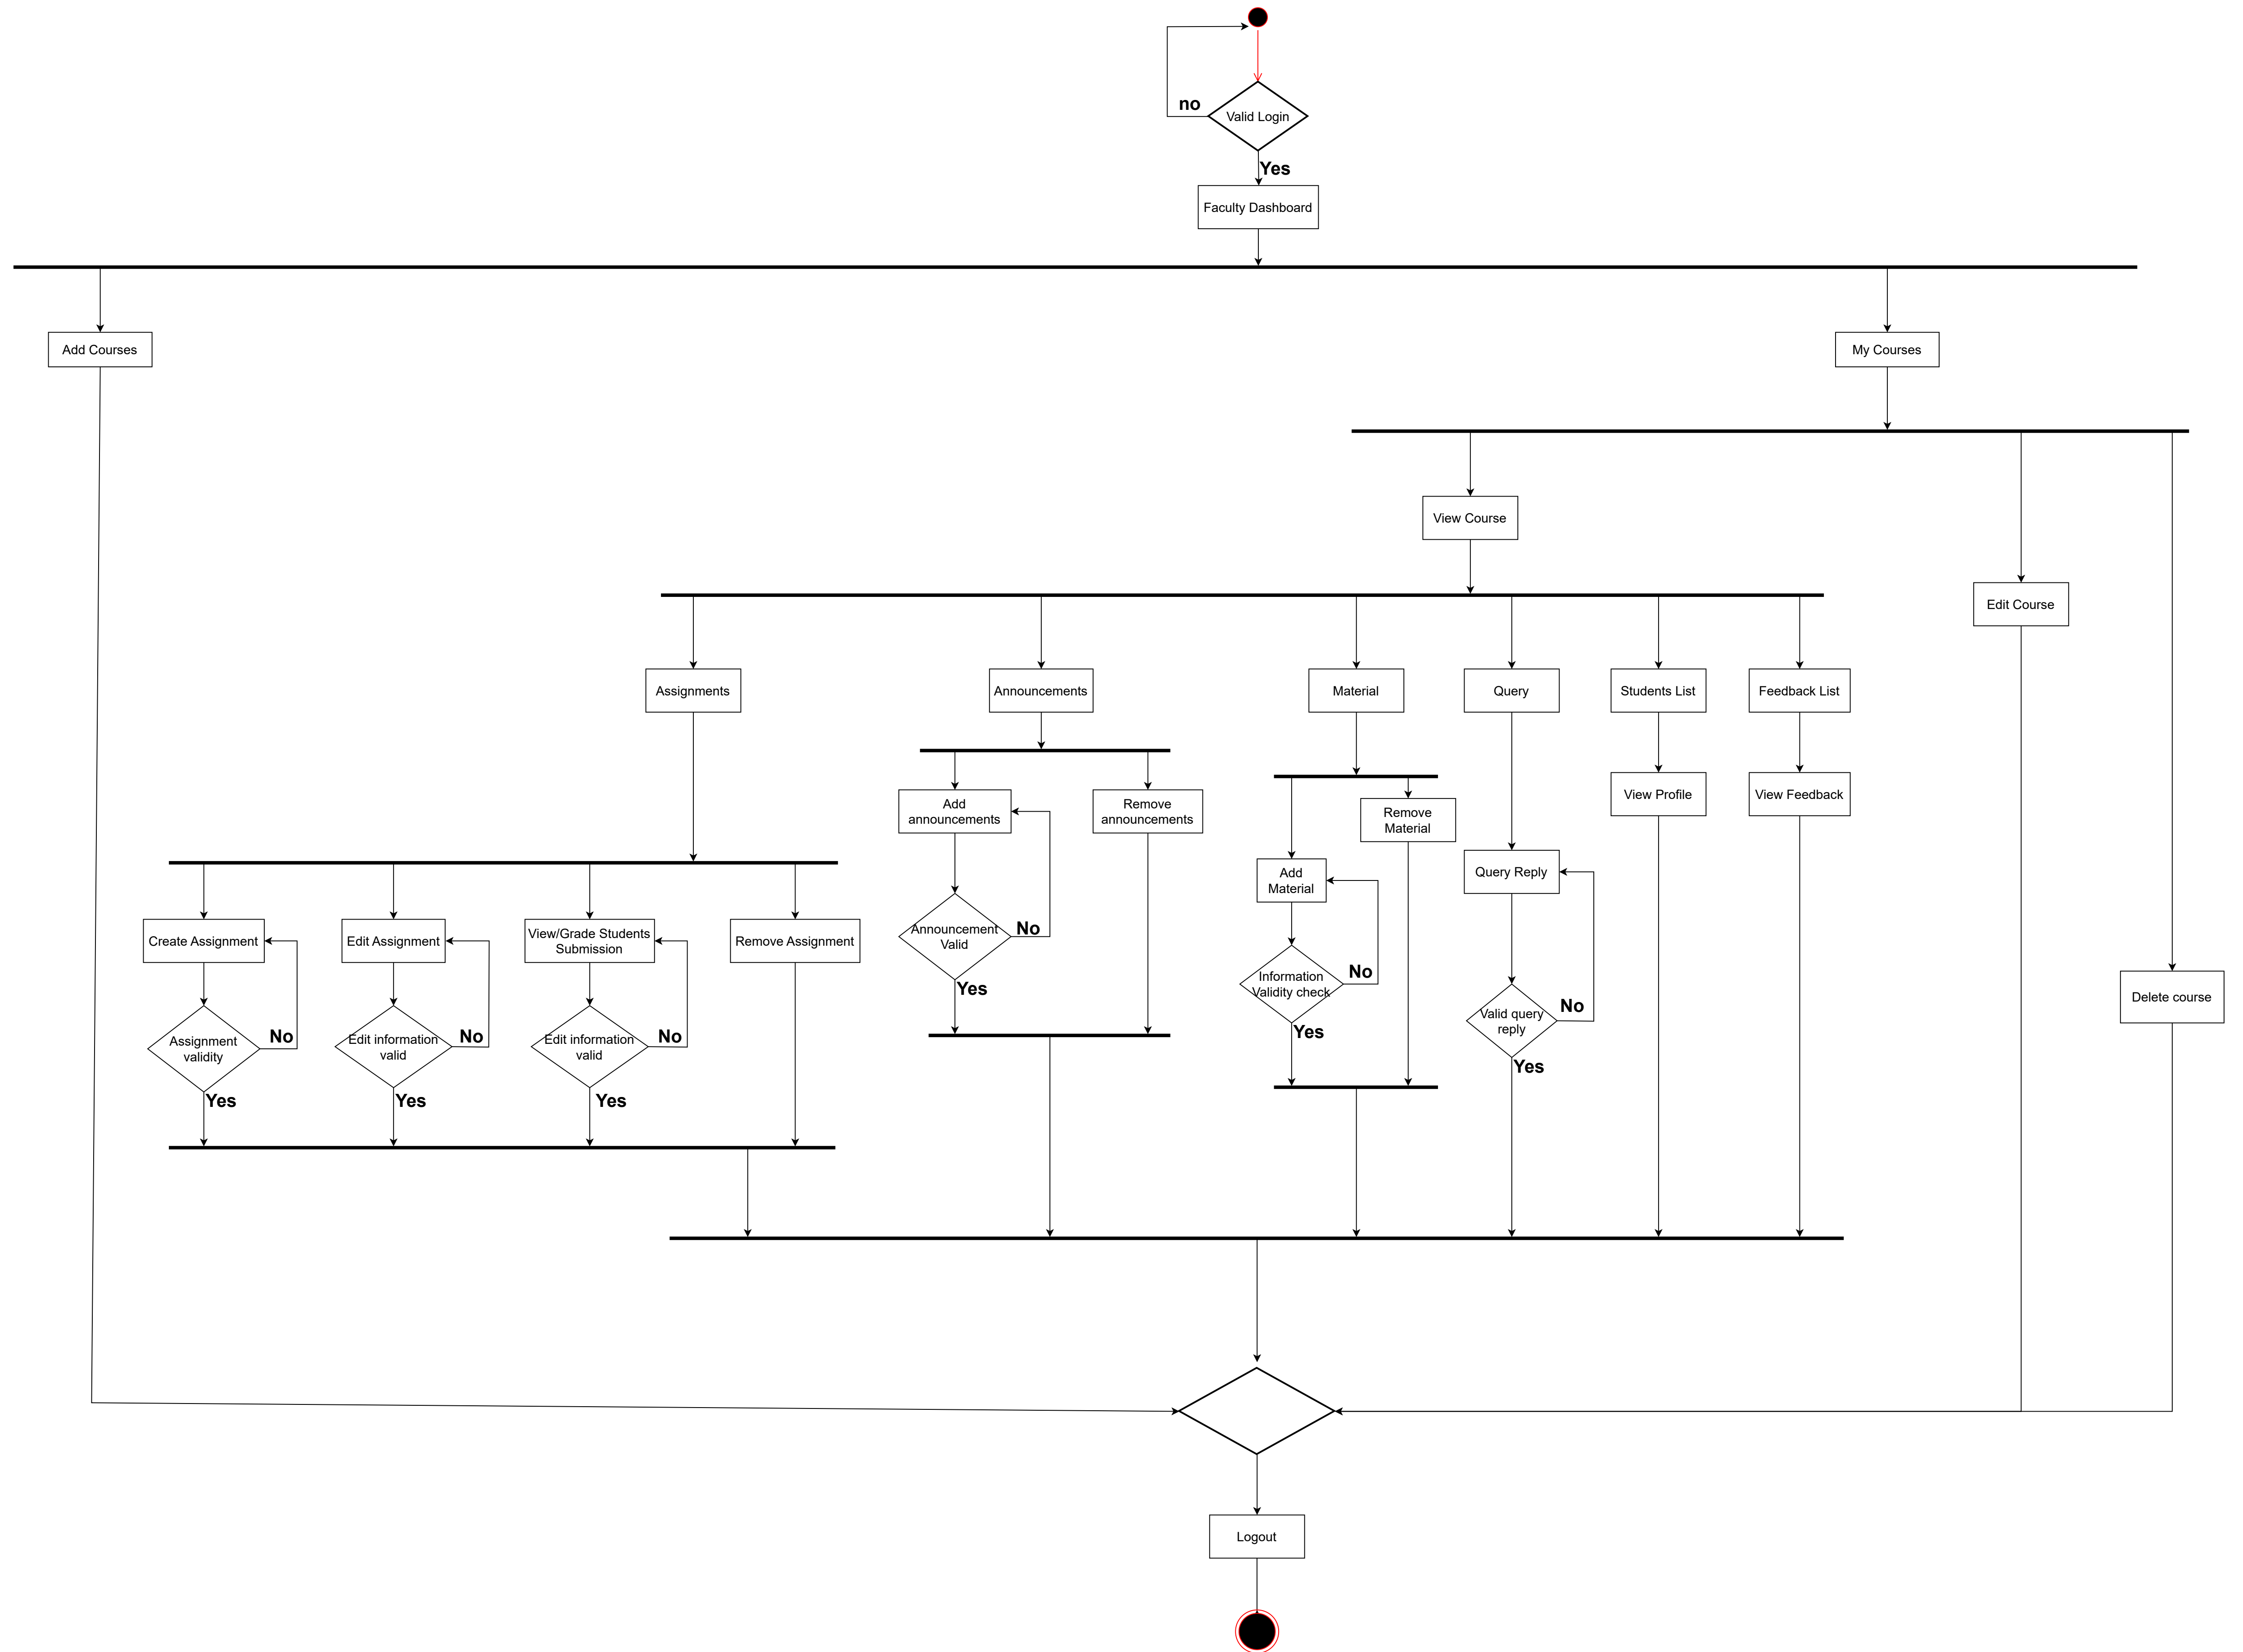 no
Valid Login
Yes
Faculty Dashboard
Add Courses
My Courses
View Course
Edit Course
Assignments
Announcements
Material
Query
Students List
Feedback List
Add
announcements
Remove
announcements
Remove
Material
View Profile
View Feedback
Add
Material
Query Reply
Create Assignment
Edit Assignment
View/Grade Students
Submission
Remove Assignment
Announcement
Valid
No
Yes
Information
Validity check
No
Yes
Valid query
reply
No
Yes
Delete course
Assignment
validity
No
Yes
Edit information
valid
No
Yes
Edit information
valid
No
Yes
Logout